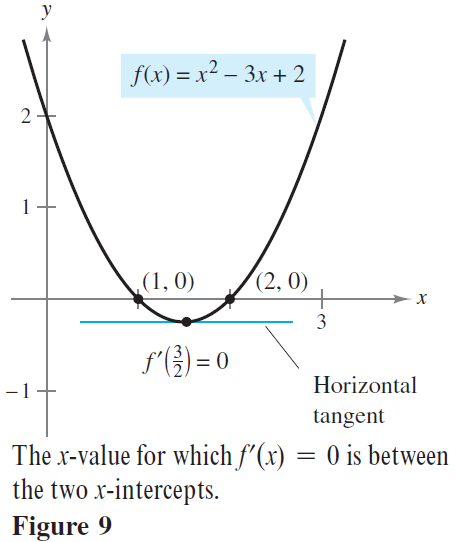 y
f(x) = x² – 3x + 2
2
1
(1, 0) (2, 0)
x
3
f′(3/2) = 0
–1
Horizontal
tangent
The x-value for which f′(x) = 0 is between
the two x-intercepts.
Figure 9